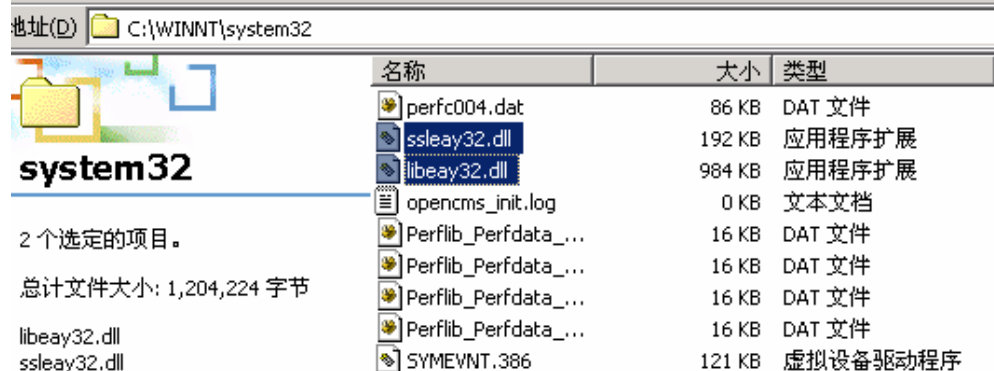 地址(D) C:\WINNT\system32
名称 大小 类型
perfc004.dat 86 KB DAT 文件
ssleay32.dll 192 KB 应用程序扩展
libeay32.dll 984 KB 应用程序扩展
opencms_init.log 0 KB 文本文档
Perflib_Perfdata_... 16 KB DAT 文件
Perflib_Perfdata_... 16 KB DAT 文件
Perflib_Perfdata_... 16 KB DAT 文件
Perflib_Perfdata_... 16 KB DAT 文件
SYMEVNT.386 121 KB 虚拟设备驱动程序
system32
2 个选定的项目。
总计文件大小: 1,204,224 字节
libeay32.dll
ssleay32.dll